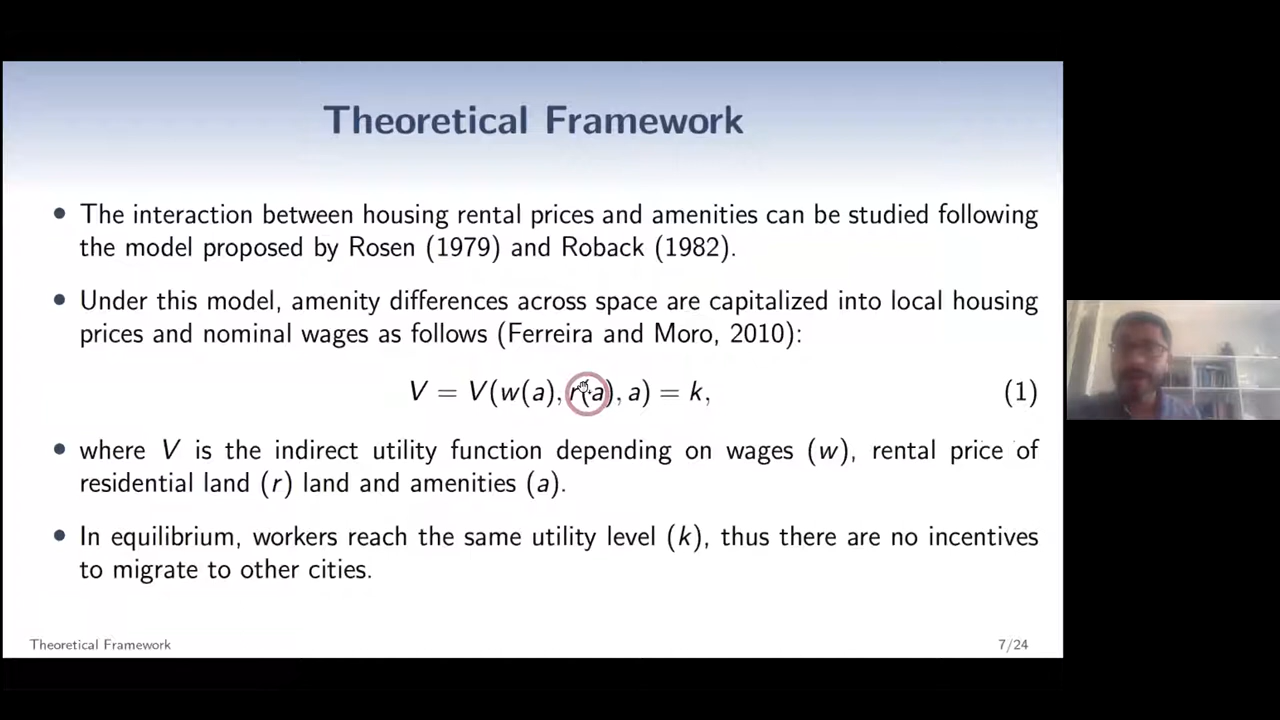 Theoretical Framework
• The interaction between housing rental prices and amenities can be studied following
the model proposed by Rosen (1979) and Roback (1982).
• Under this model, amenity differences across space are capitalized into local housing
prices and nominal wages as follows (Ferreira and Moro, 2010):
V = V(w(a), r(a), a) = k, (1)
• where V is the indirect utility function depending on wages (w), rental price of
residential land (r) land and amenities (a).
• In equilibrium, workers reach the same utility level (k), thus there are no incentives
to migrate to other cities.
Theoretical Framework 7/24